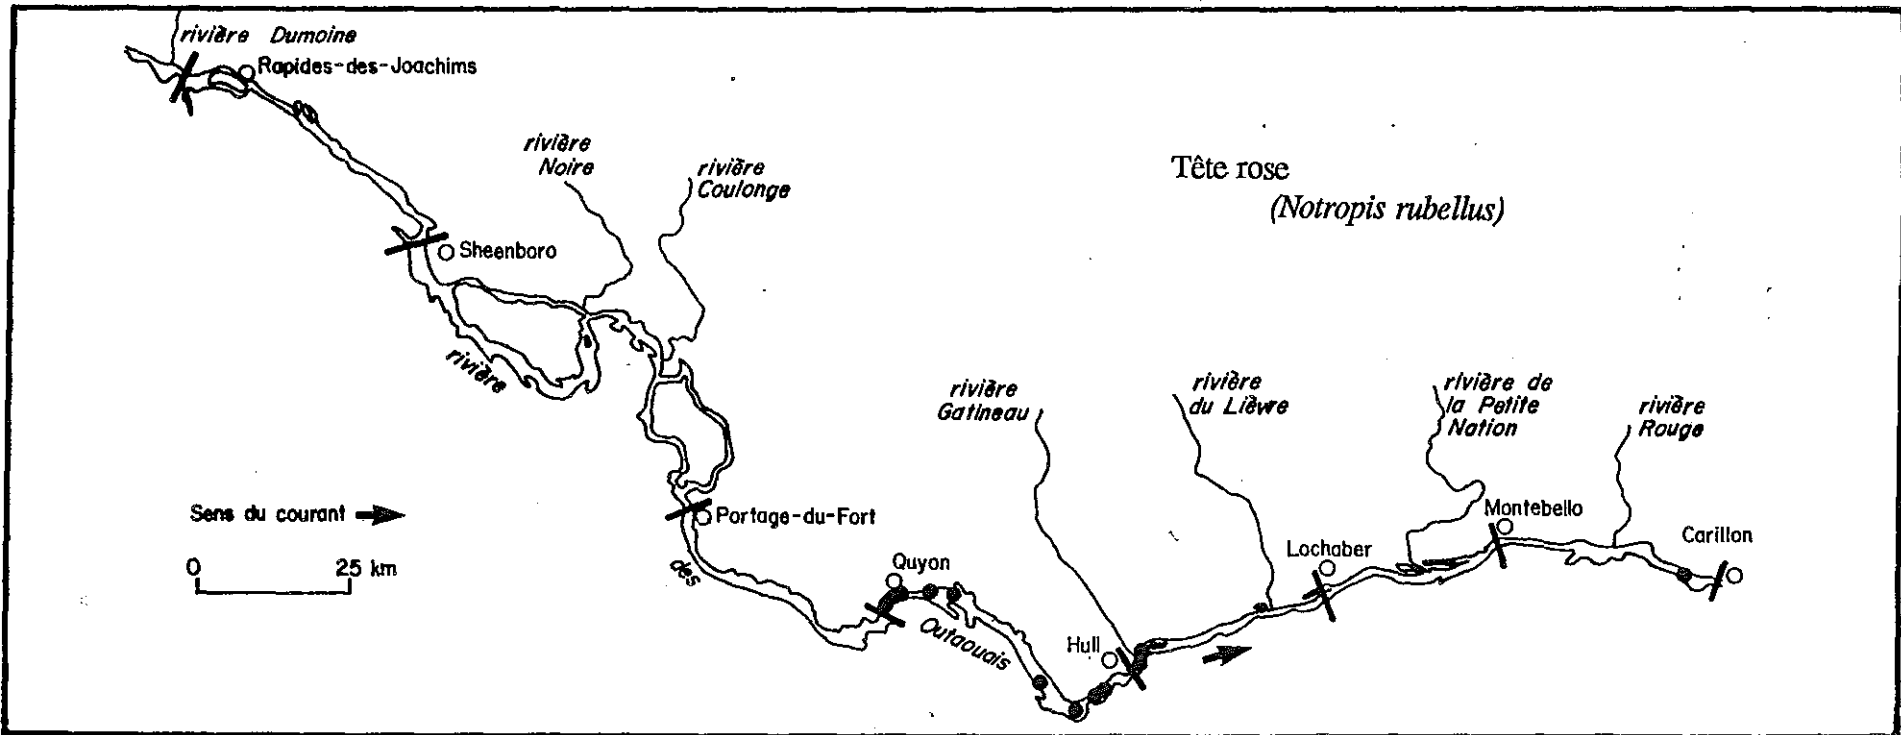 rivière Dumoine
Rapides-des-Joachims
rivière
Noire
rivière
Coulonge
Tête rose
(Notropis rubellus)
Sheenboro
rivière
rivière
Gatineau
rivière
du Lièvre
rivière de
la Petite
Nation
rivière
Rouge
Sens du courant
Portage-du-Fort
Montebello
Carillon
Lochaber
Quyon
0 25 km
des
Outaouais
Hull